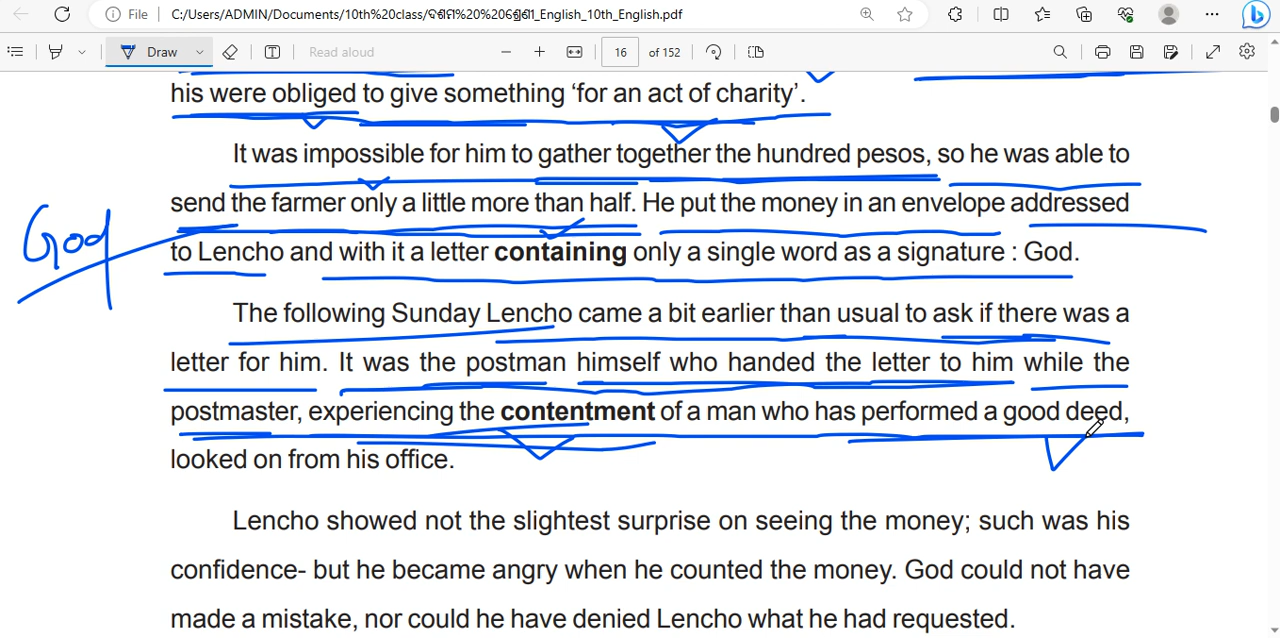 File C:/Users/ADMIN/Documents/10th%20class/ଦଶମ%20%20ଶ୍ରେଣୀ1_English_10th_English.pdf
Draw Read aloud 16 of 152
his were obliged to give something ‘for an act of charity’.
It was impossible for him to gather together the hundred pesos, so he was able to
send the farmer only a little more than half. He put the money in an envelope addressed
God
to Lencho and with it a letter containing only a single word as a signature : God.
The following Sunday Lencho came a bit earlier than usual to ask if there was a
letter for him. It was the postman himself who handed the letter to him while the
postmaster, experiencing the contentment of a man who has performed a good deed,
looked on from his office.
Lencho showed not the slightest surprise on seeing the money; such was his
confidence- but he became angry when he counted the money. God could not have
made a mistake, nor could he have denied Lencho what he had requested.